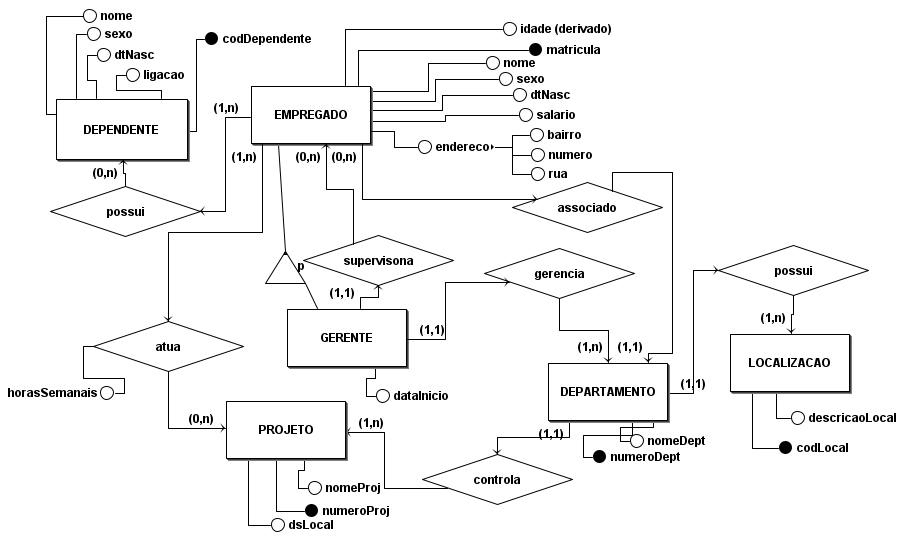 nome
sexo
dtNasc
ligacao
codDependente
DEPENDENTE
idade (derivado)
matricula
nome
sexo
dtNasc
salario
endereco
bairro
numero
rua
(1,n)
EMPREGADO
(1,n)
(0,n)
(0,n)
(0,n)
possui
associado
supervisona
p
gerencia
possui
(1,1)
GERENTE
(1,1)
(1,n)
(1,1)
(1,n)
LOCALIZACAO
atua
horasSemanais
dataInicio
DEPARTAMENTO
(1,1)
descricaoLocal
codLocal
(0,n)
PROJETO
(1,n)
(1,1)
nomeDept
numeroDept
controla
nomeProj
numeroProj
dsLocal